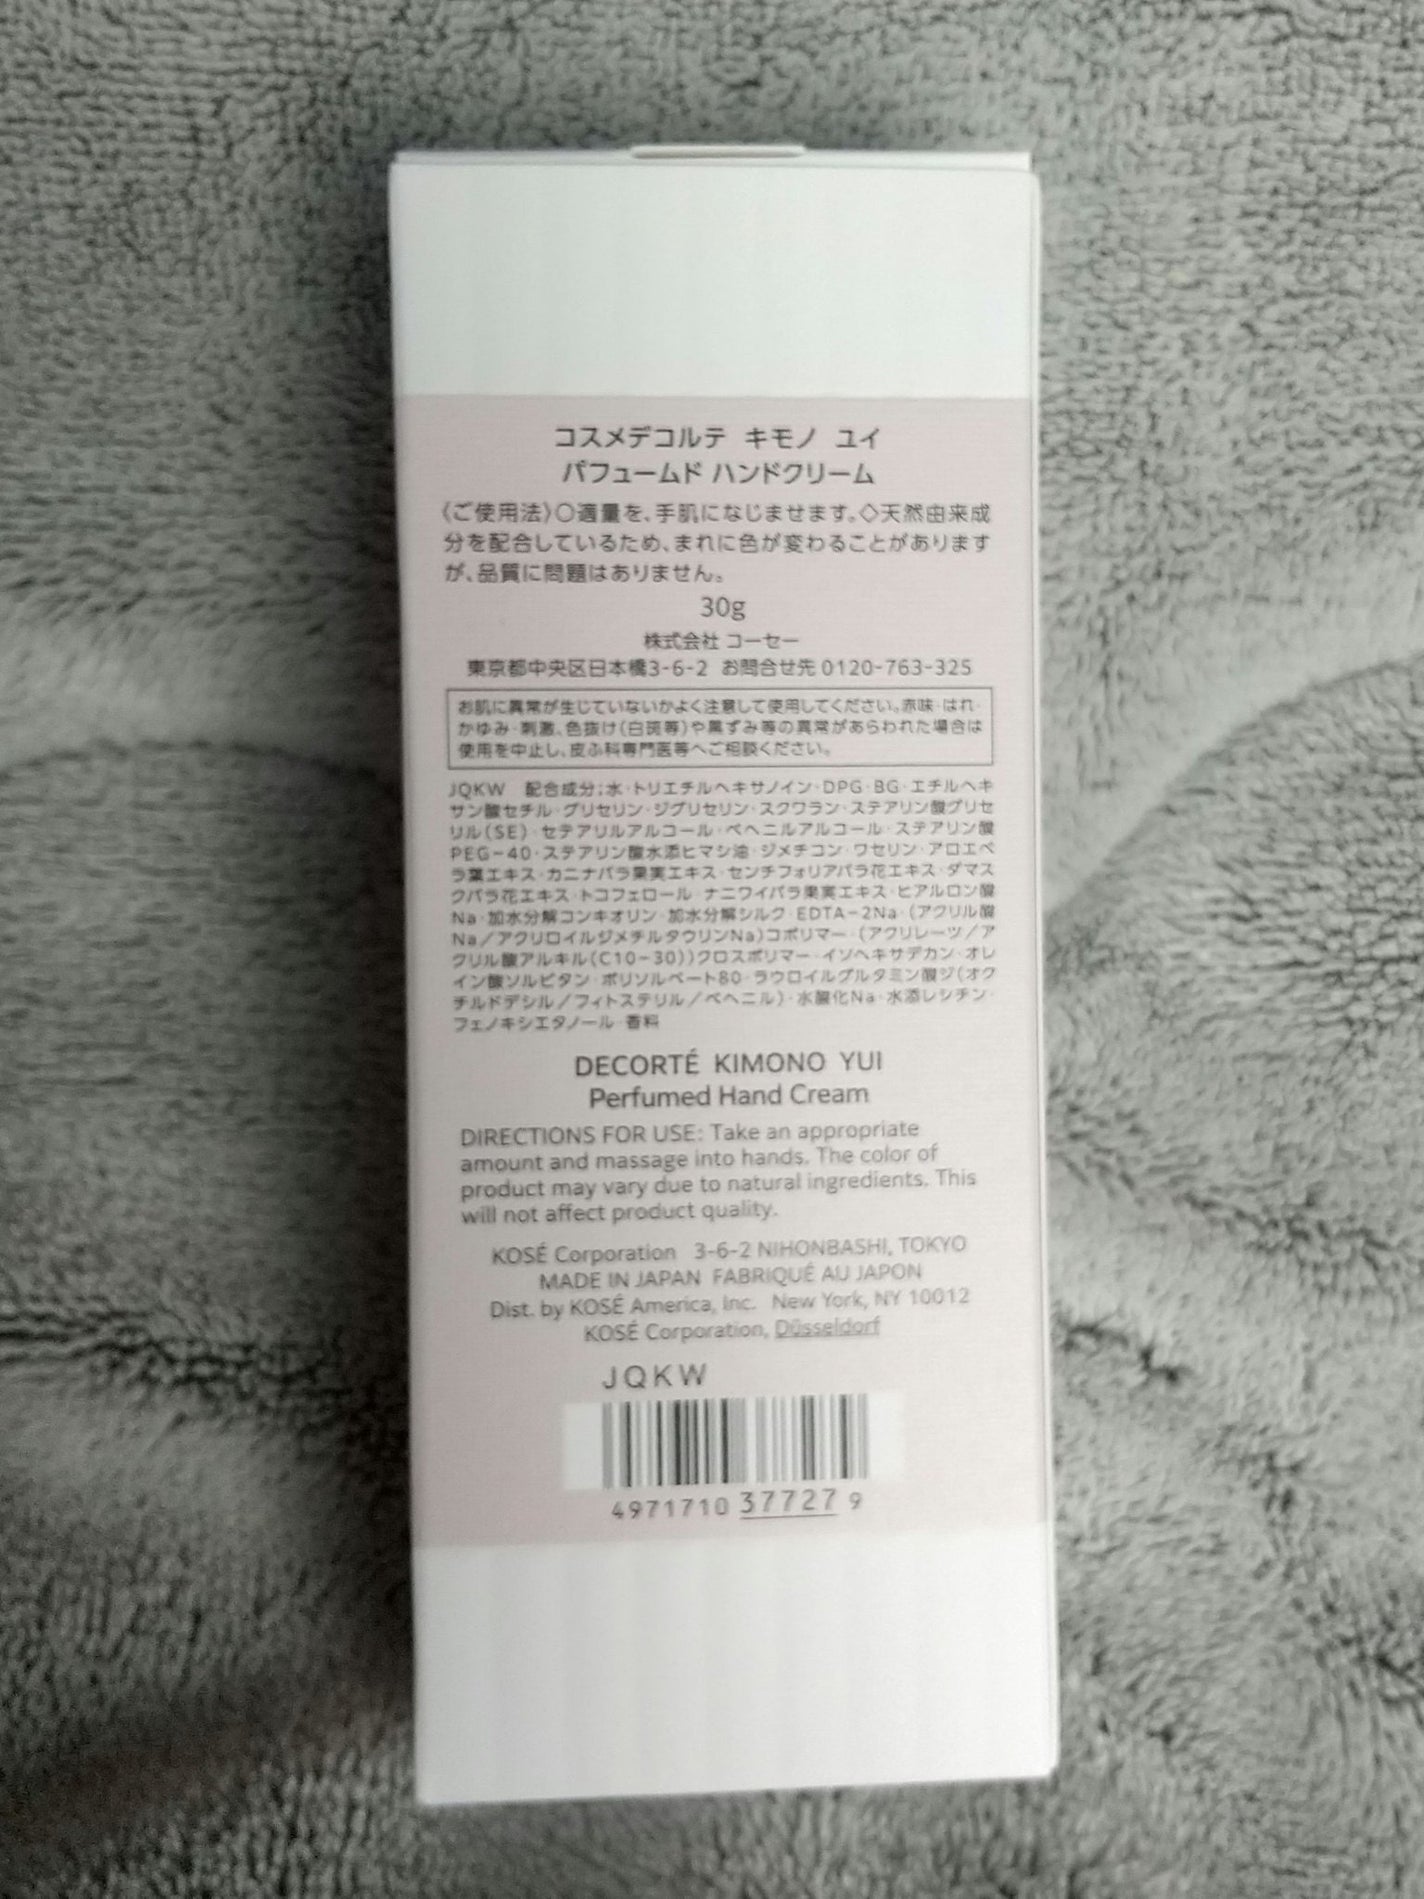 コスメデコルテ キモノ ユイ
パフュームド ハンドクリーム
〈ご使用法〉○適量を、手肌になじませます。◇天然由来成
分を配合しているため、まれに色が変わることがあります
が、品質に問題はありません。
30g
株式会社 コーセー
東京都中央区日本橋3-6-2 お問合せ先 0120-763-325
お肌に異常が生じていないかよく注意して使用してください。赤味・はれ・
かゆみ・刺激、色抜け(白斑等)や黒ずみ等の異常があらわれた場合は
使用を中止し、皮ふ科専門医等へご相談ください。
JQKW 配合成分:水・トリエチルヘキサノイン・DPG・BG・エチルヘキ
サン酸セチル・グリセリン・ジグリセリン・スクワラン・ステアリン酸グリセ
リル(SE)・セテアリルアルコール・ベヘニルアルコール・ステアリン酸
PEG-40・ステアリン酸水添ヒマシ油・ジメチコン・ワセリン・アロエベ
ラ葉エキス・カニナバラ果実エキス・センチフォリアバラ花エキス・ダマス
クバラ花エキス・トコフェロール・ナニワイバラ果実エキス・ヒアルロン酸
Na・加水分解コンキオリン・加水分解シルク・EDTA-2Na・(アクリル酸
Na/アクリロイルジメチルタウリンNa)コポリマー・(アクリレーツ/ア
クリル酸アルキル(C10-30))クロスポリマー・イソヘキサデカン・オレ
イン酸ソルビタン・ポリソルベート80・ラウロイルグルタミン酸ジ(オク
チルドデシル/フィトステリル/ベヘニル)・水酸化Na・水添レシチン・
フェノキシエタノール・香料
DECORTÉ KIMONO YUI
Perfumed Hand Cream
DIRECTIONS FOR USE: Take an appropriate
amount and massage into hands. The color of
product may vary due to natural ingredients. This
will not affect product quality.
KOSÉ Corporation 3-6-2 NIHONBASHI, TOKYO
MADE IN JAPAN FABRIQUÉ AU JAPON
Dist. by KOSÉ America, Inc. New York, NY 10012
KOSÉ Corporation, Düsseldorf
JQKW
4971710 37727 9